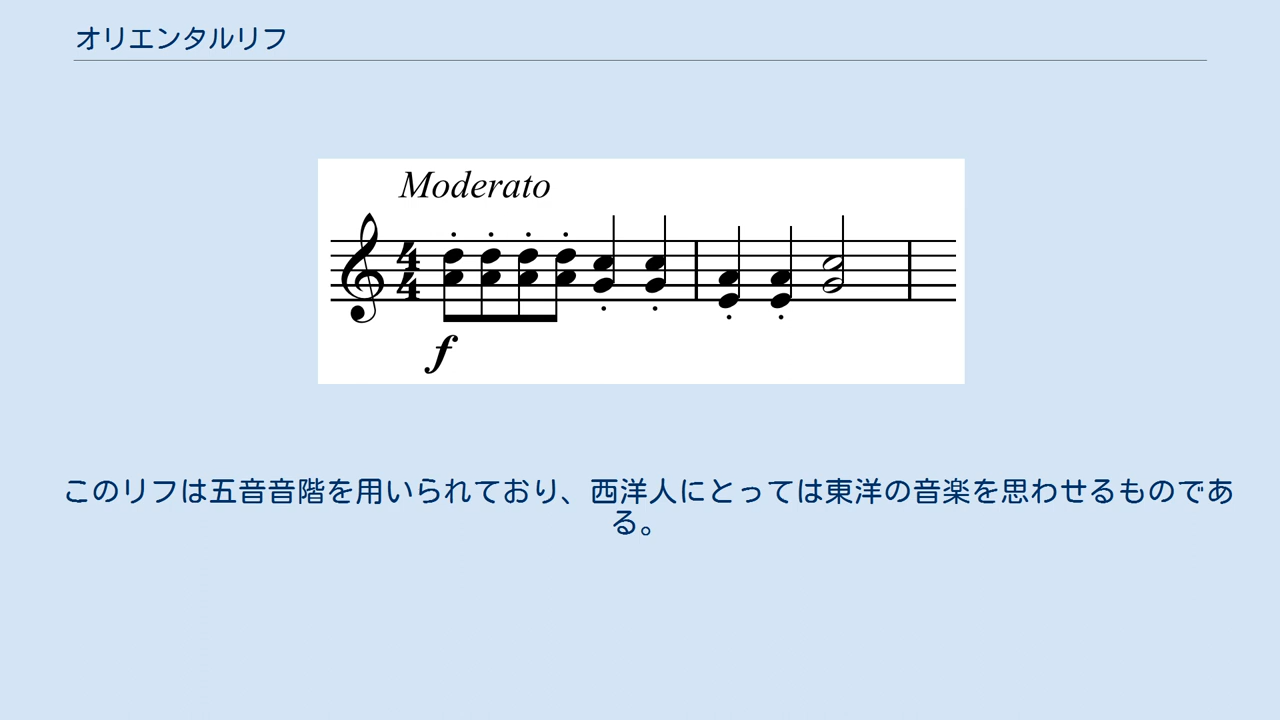 オリエンタルリフ
Moderato
4
4
f
このリフは五音音階を用いられており、西洋人にとっては東洋の音楽を思わせるものであ
る。